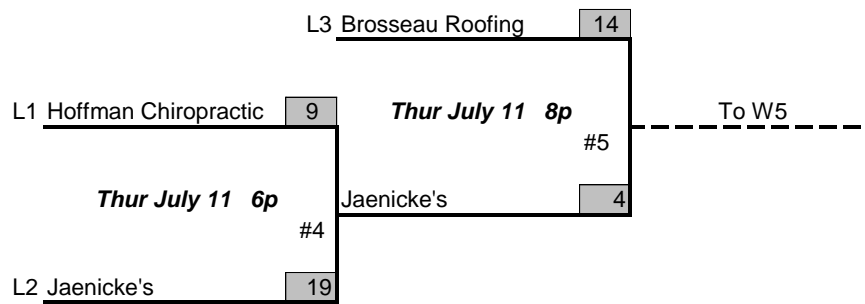 L3 Brosseau Roofing 14
L1 Hoffman Chiropractic 9
Thur July 11 8p
To W5
#5
Thur July 11 6p
Jaenicke's 4
#4
L2 Jaenicke's 19